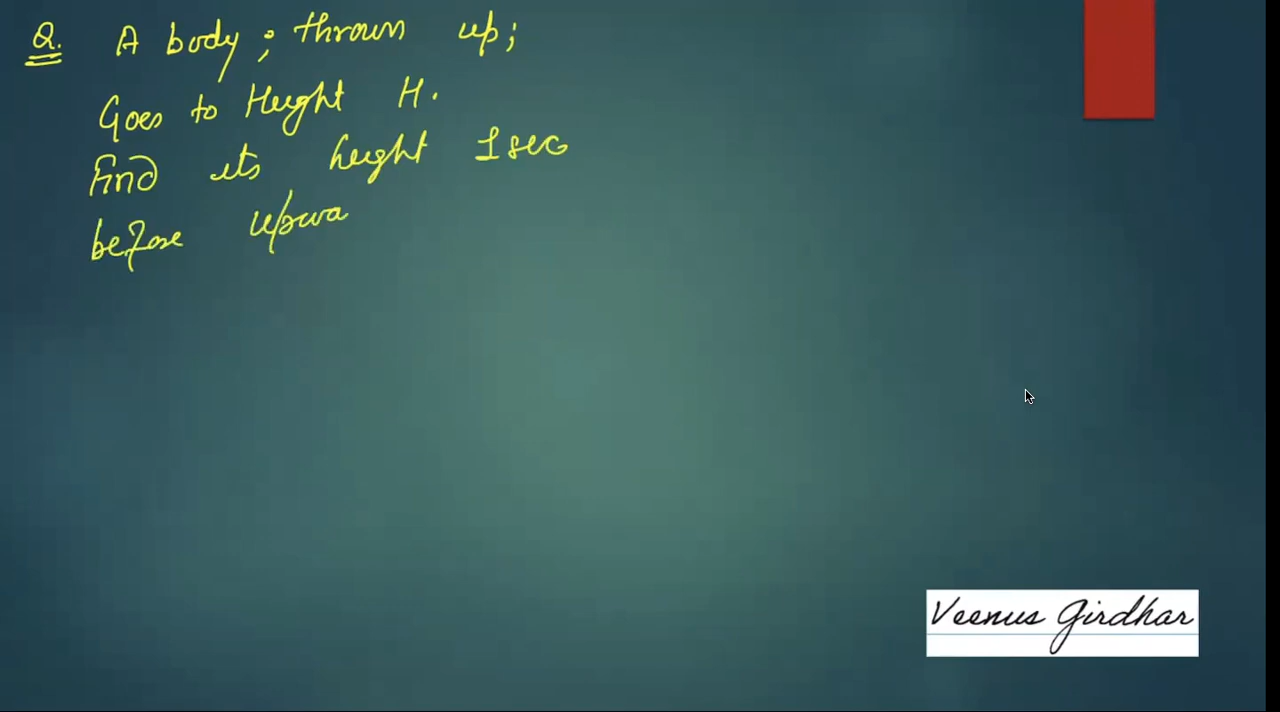 Q. A body; thrown up;
Goes to Height H.
Find its height 1 sec
before upwa
Veenus Girdhar